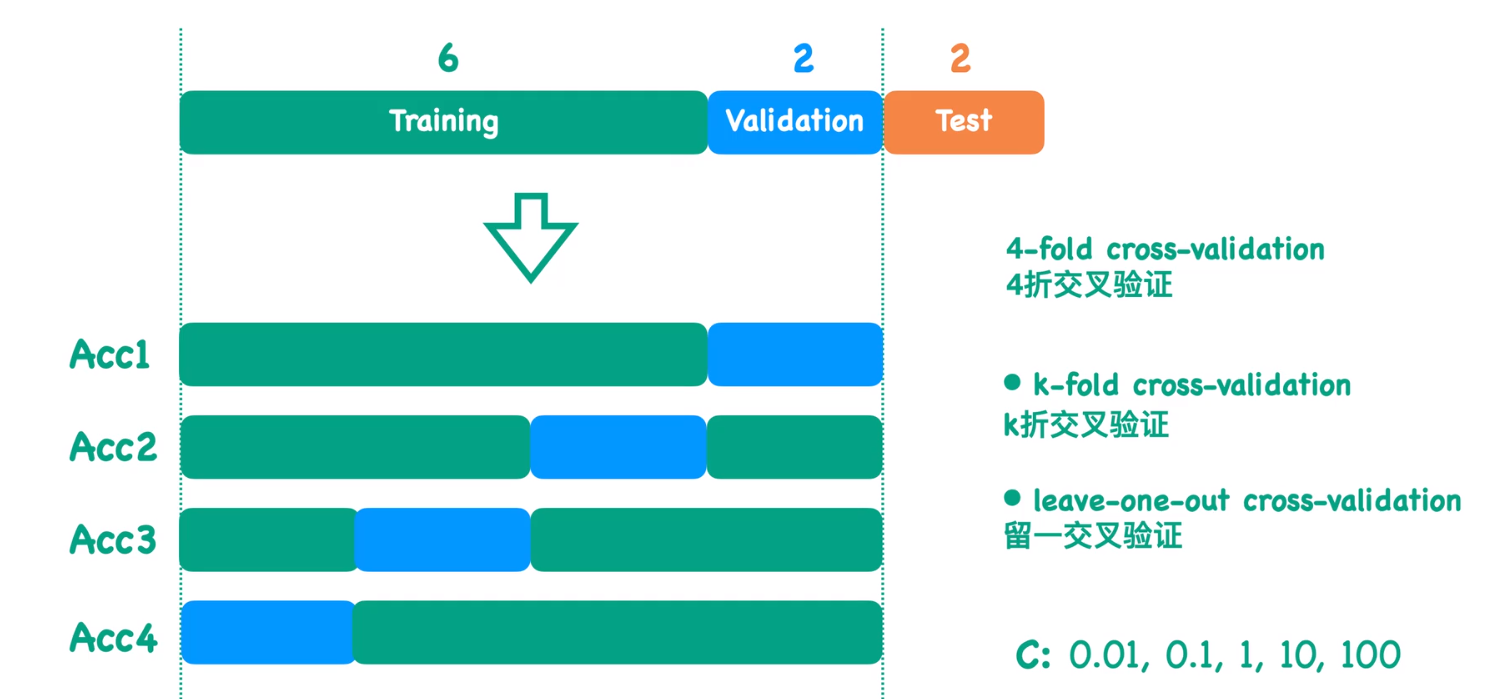 6 2 2
Training Validation Test
4-fold cross-validation
4折交叉验证
Acc1
k-fold cross-validation
k折交叉验证
Acc2
leave-one-out cross-validation
留一交叉验证
Acc3
Acc4
C: 0.01, 0.1, 1, 10, 100